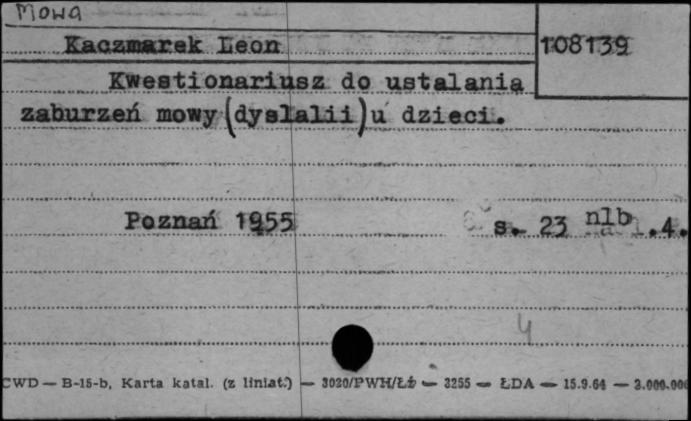 Mowa
Kaczmarek Leon
108139
Kwestionariusz do ustalania
zaburzeń mowy (dyslalii) u dzieci.
Poznań 1955
s. 23 nlb .4.
4
CWD — B-15-b, Karta katal. (z liniat.) — 3020/PWH/Łż — 3255 — ŁDA — 15.9.64 — 3.000.000